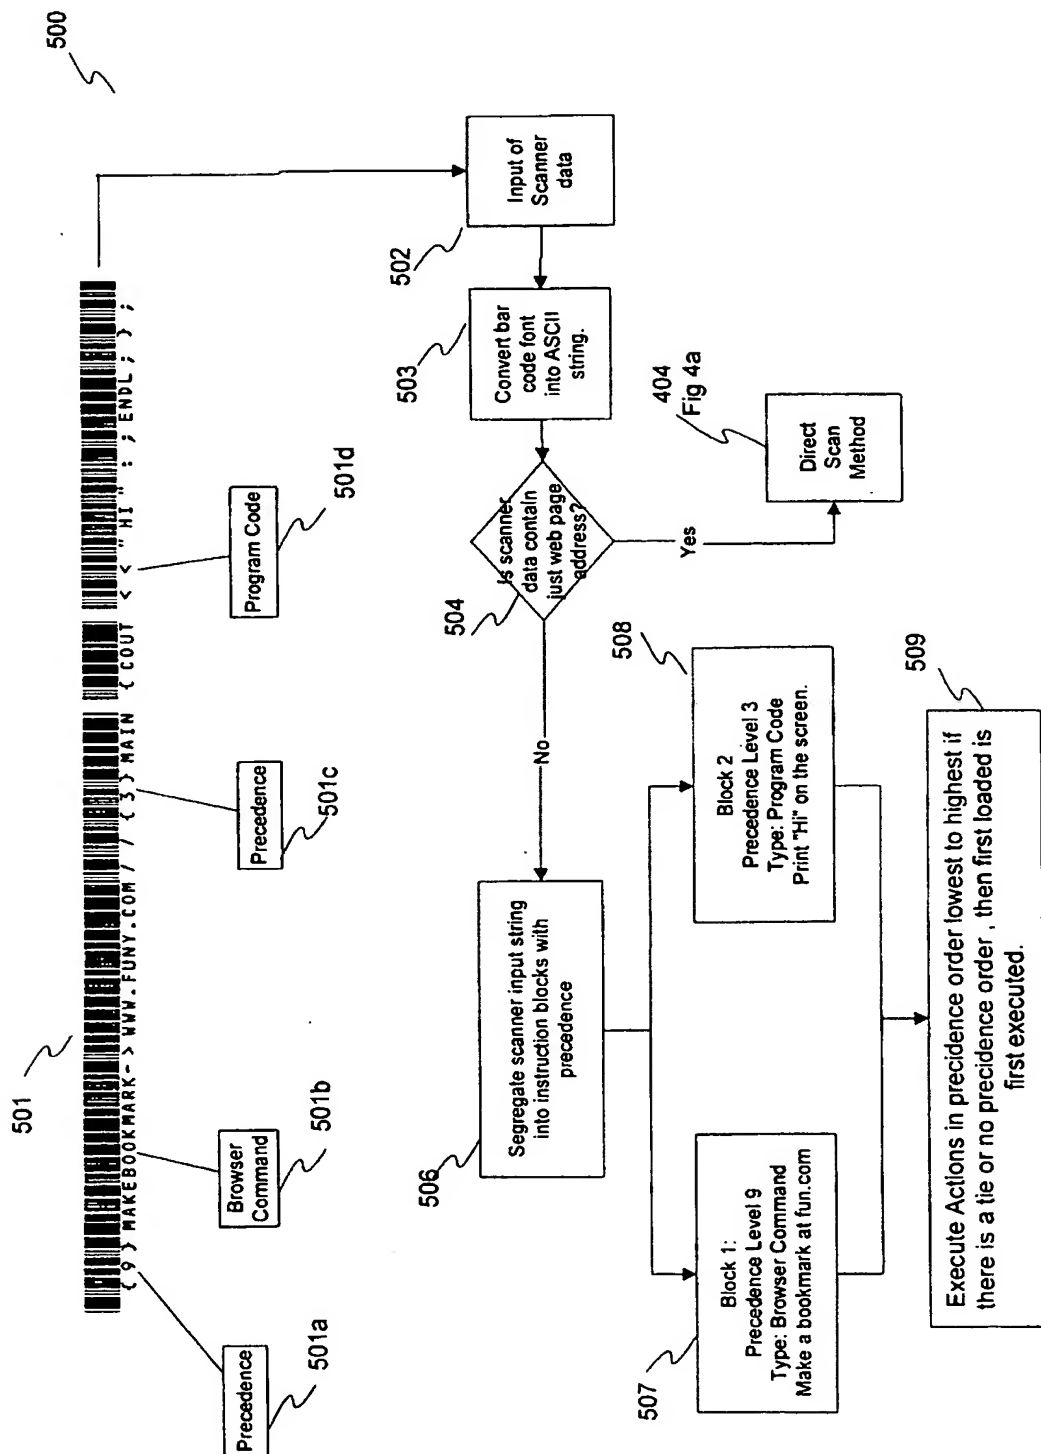 500
501
{9}MAKEBOOKMARK->WWW.FUNY.COM//{3}MAIN {COUT <<"HI" : ;ENDL;};
Precedence
501a
Browser
Command
501b
Precedence
501c
Program Code
501d
Input of
Scanner
data
502
Convert bar
code font
into ASCII
string.
503
Is scanner
data contain
just web page
address?
504
Yes
404
Fig 4a
Direct
Scan
Method
No
Segregate scanner input string
into instruction blocks with
precedence
506
Block 1:
Precedence Level 9
Type: Browser Command
Make a bookmark at fun.com
507
Block 2
Precedence Level 3
Type: Program Code
Print "Hi" on the screen.
508
Execute Actions in precidence order lowest to highest if
there is a tie or no precidence order , then first loaded is
first executed.
509